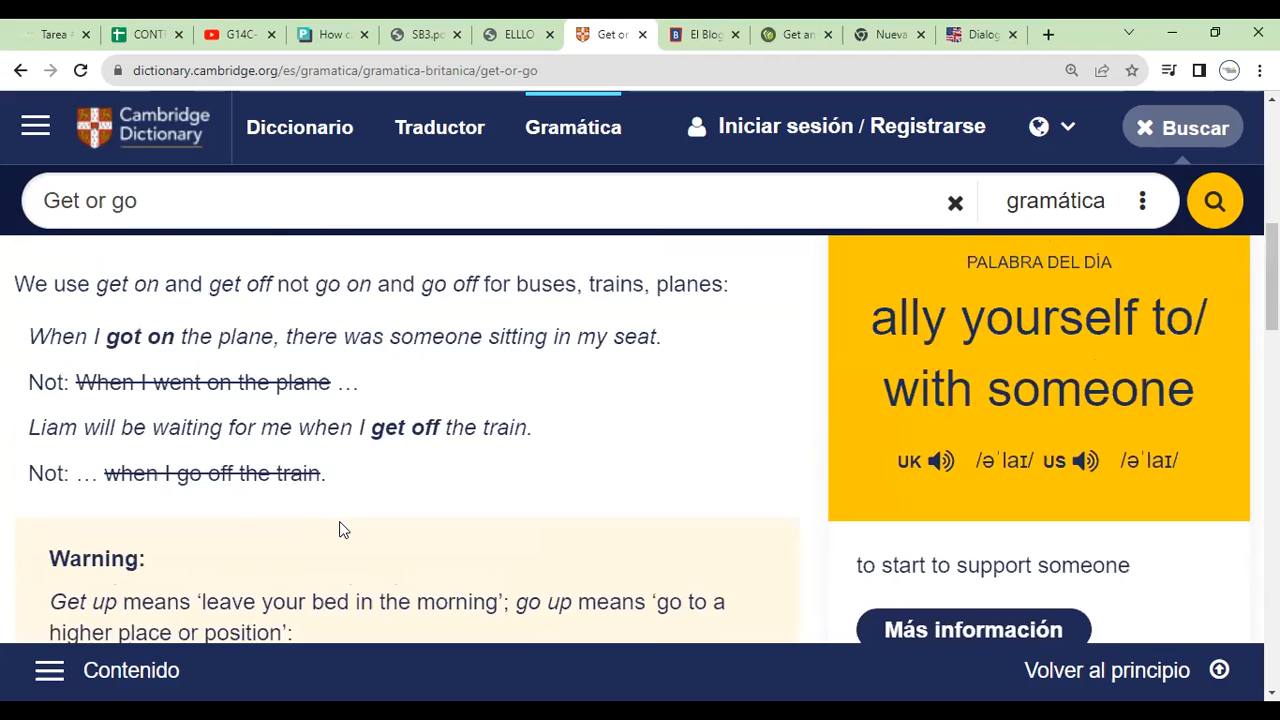 Tarea
CONTI
G14C-
How c
SB3.pd
ELLLO
Get or
El Blog
Get an
Nueva
Dialog
dictionary.cambridge.org/es/gramatica/gramatica-britanica/get-or-go
Cambridge
Dictionary
Diccionario
Traductor
Gramática
Iniciar sesión / Registrarse
Buscar
Get or go
gramática
We use get on and get off not go on and go off for buses, trains, planes:
When I got on the plane, there was someone sitting in my seat.
Not: When I went on the plane …
Liam will be waiting for me when I get off the train.
Not: … when I go off the train.
Warning:
Get up means ‘leave your bed in the morning’; go up means ‘go to a
higher place or position’:
PALABRA DEL DÍA
ally yourself to/
with someone
UK /əˈlaɪ/ US /əˈlaɪ/
to start to support someone
Más información
Contenido
Volver al principio